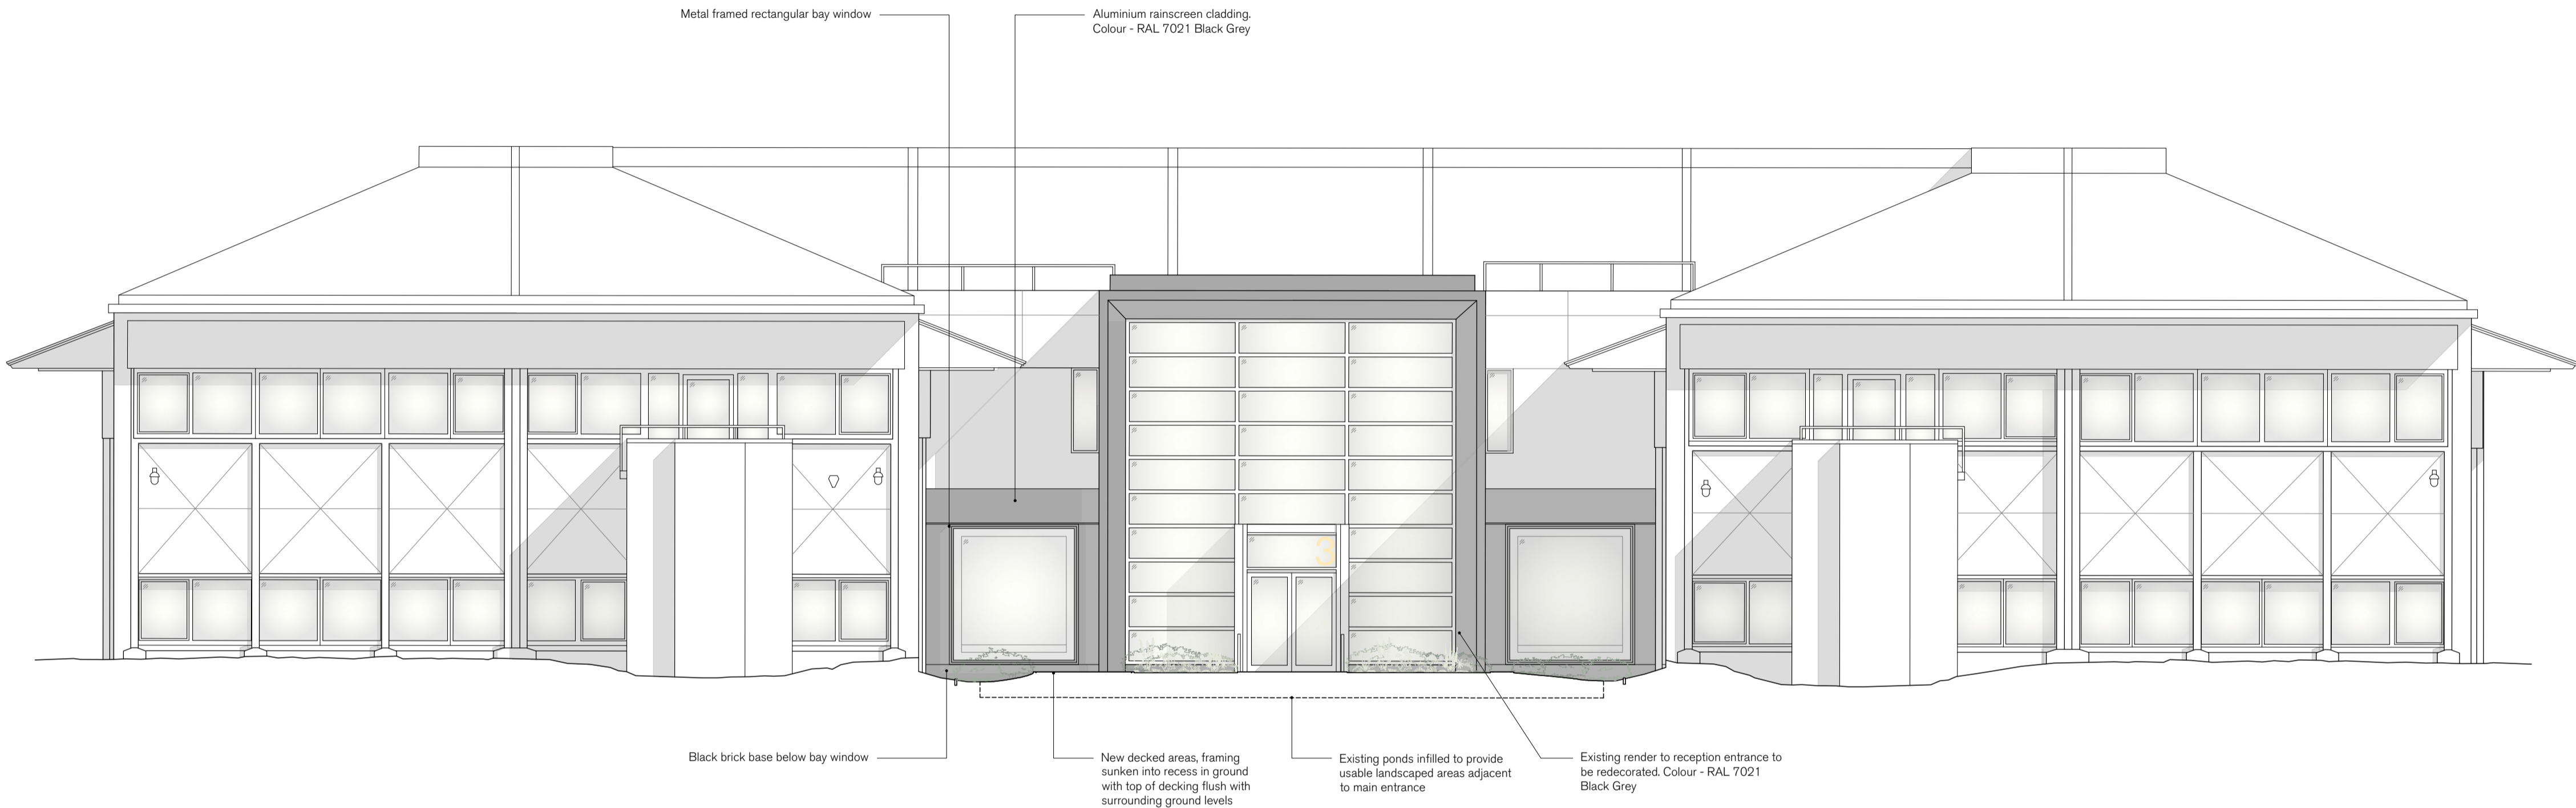 Metal framed rectangular bay window
Aluminium rainscreen cladding.
Colour - RAL 7021 Black Grey
3
Black brick base below bay window
New decked areas, framing
sunken into recess in ground
with top of decking flush with
surrounding ground levels
Existing ponds infilled to provide
usable landscaped areas adjacent
to main entrance
Existing render to reception entrance to
be redecorated. Colour - RAL 7021
Black Grey